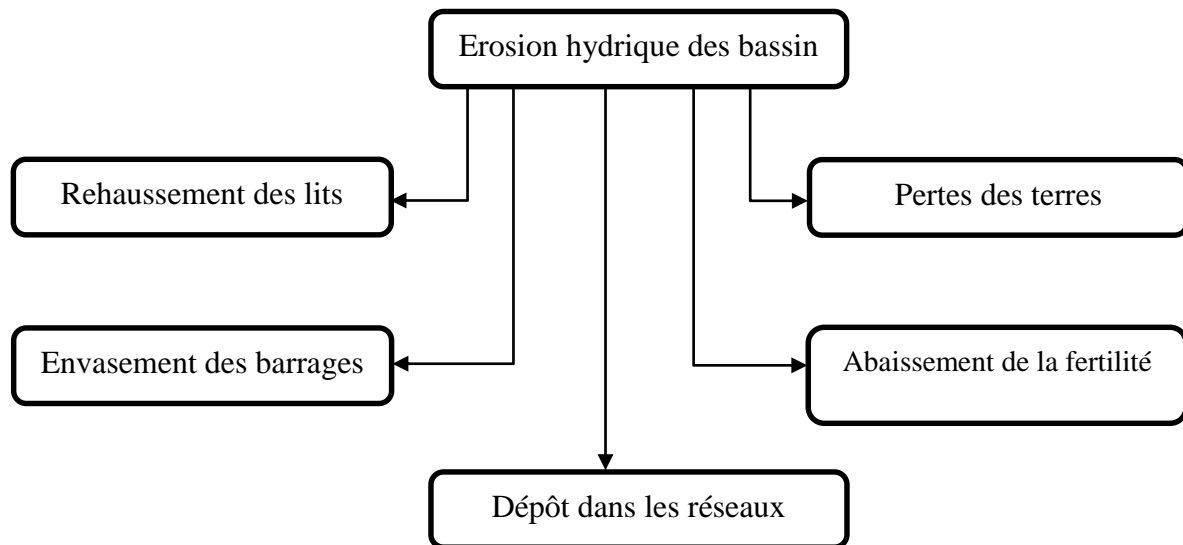 Erosion hydrique des bassin
Rehaussement des lits
Pertes des terres
Envasement des barrages
Abaissement de la fertilité
Dépôt dans les réseaux